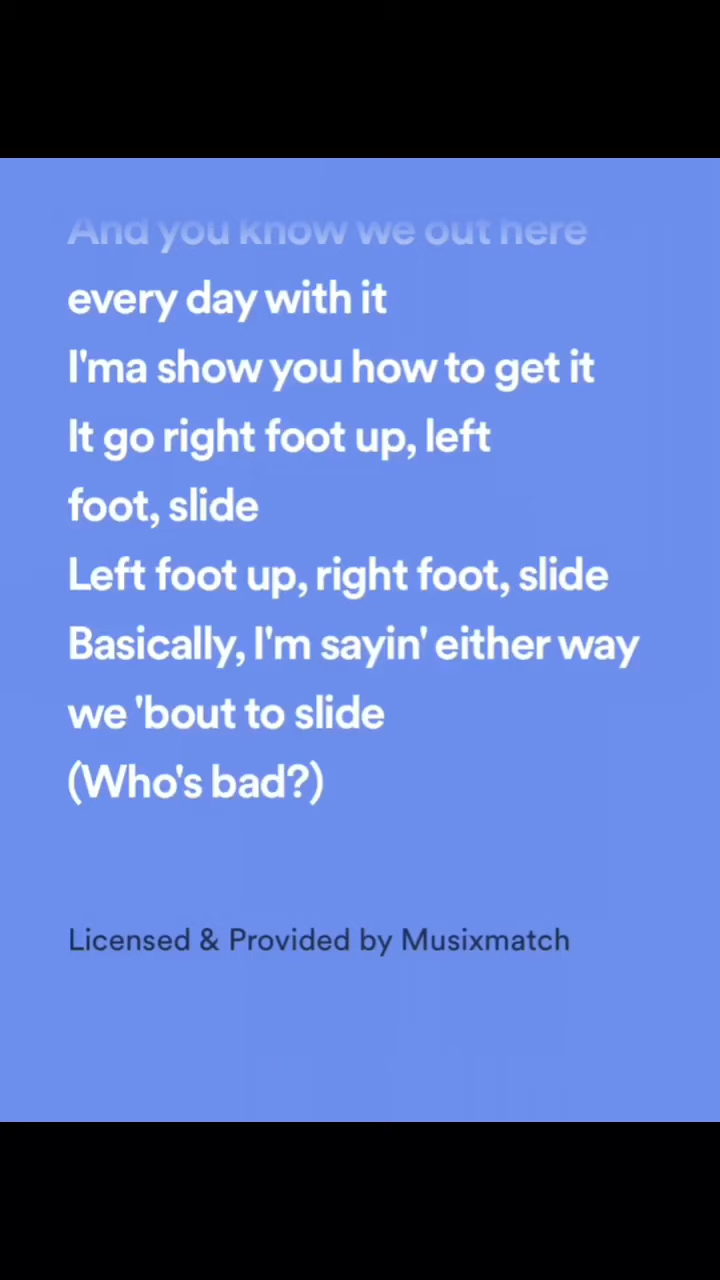 And you know we out here
every day with it
I'ma show you how to get it
It go right foot up, left
foot, slide
Left foot up, right foot, slide
Basically, I'm sayin' either way
we 'bout to slide
(Who's bad?)
Licensed & Provided by Musixmatch